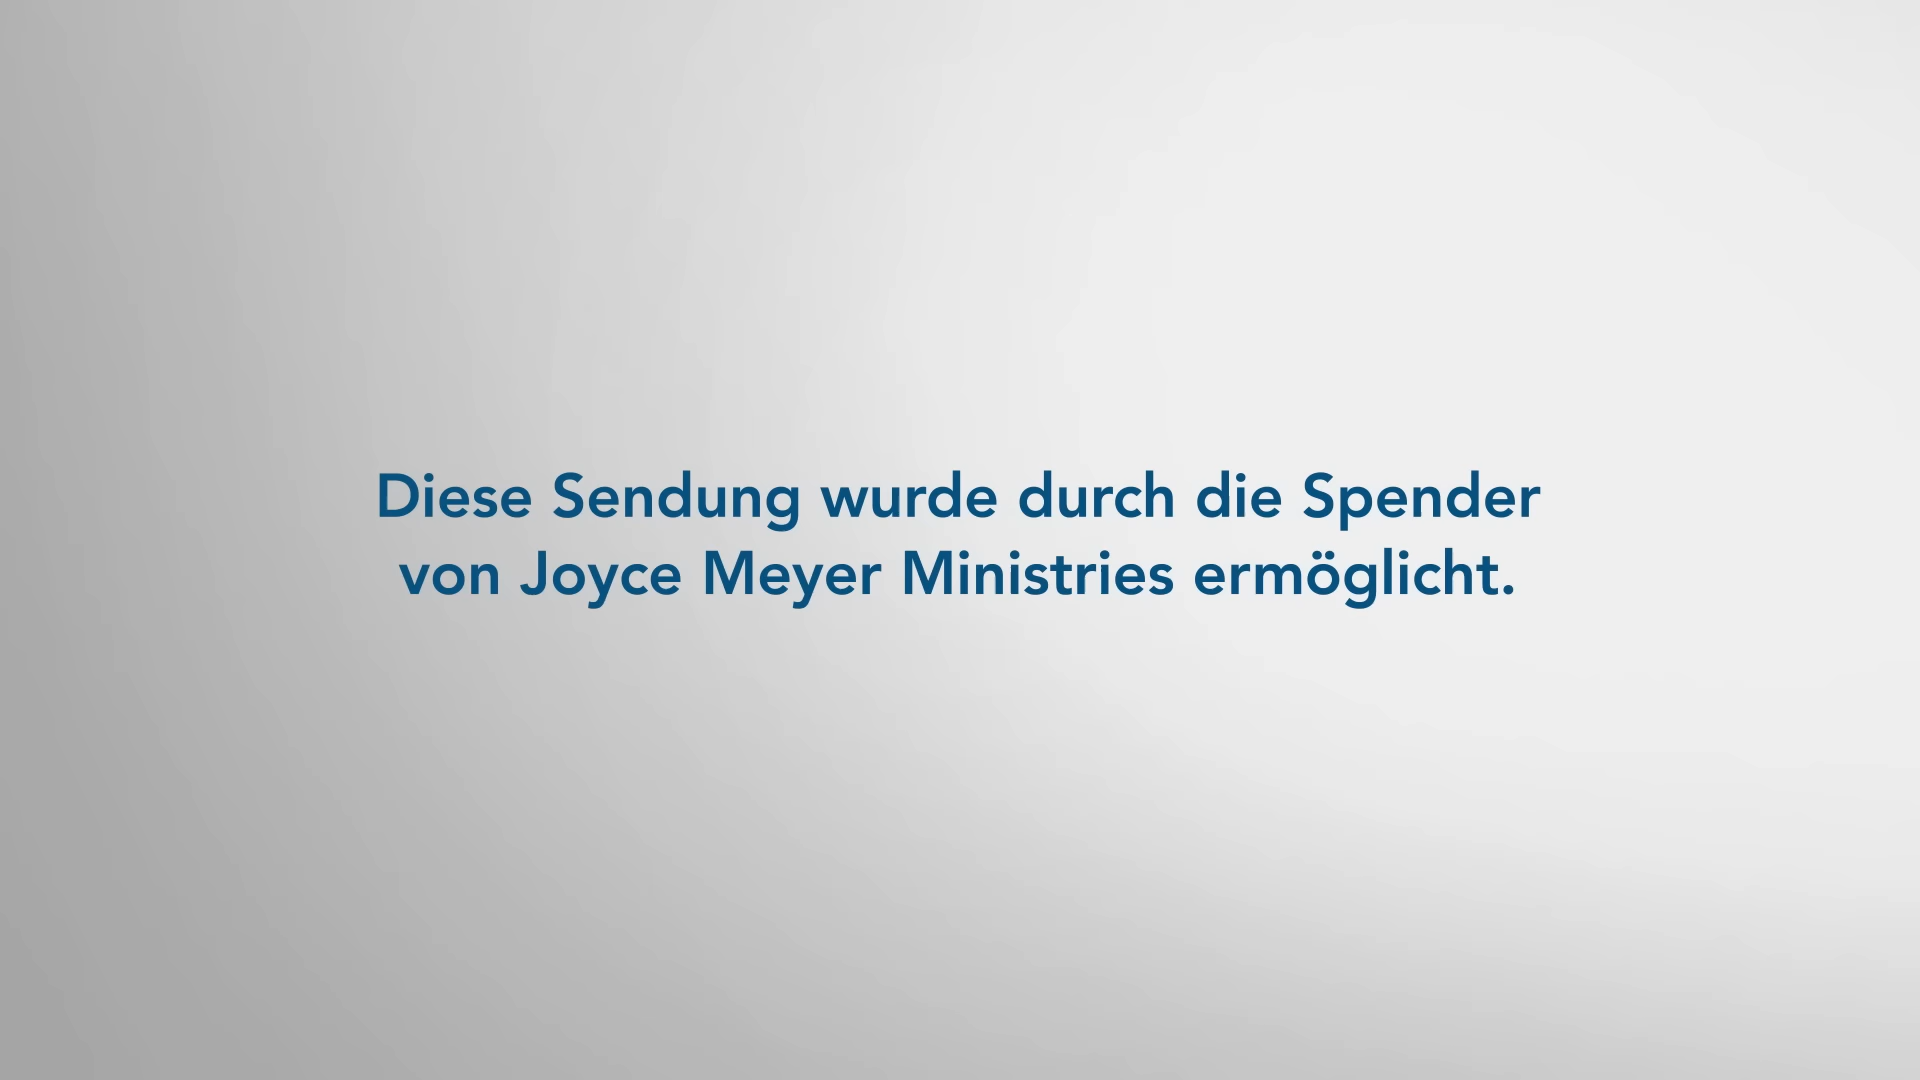 Diese Sendung wurde durch die Spender
von Joyce Meyer Ministries ermöglicht.